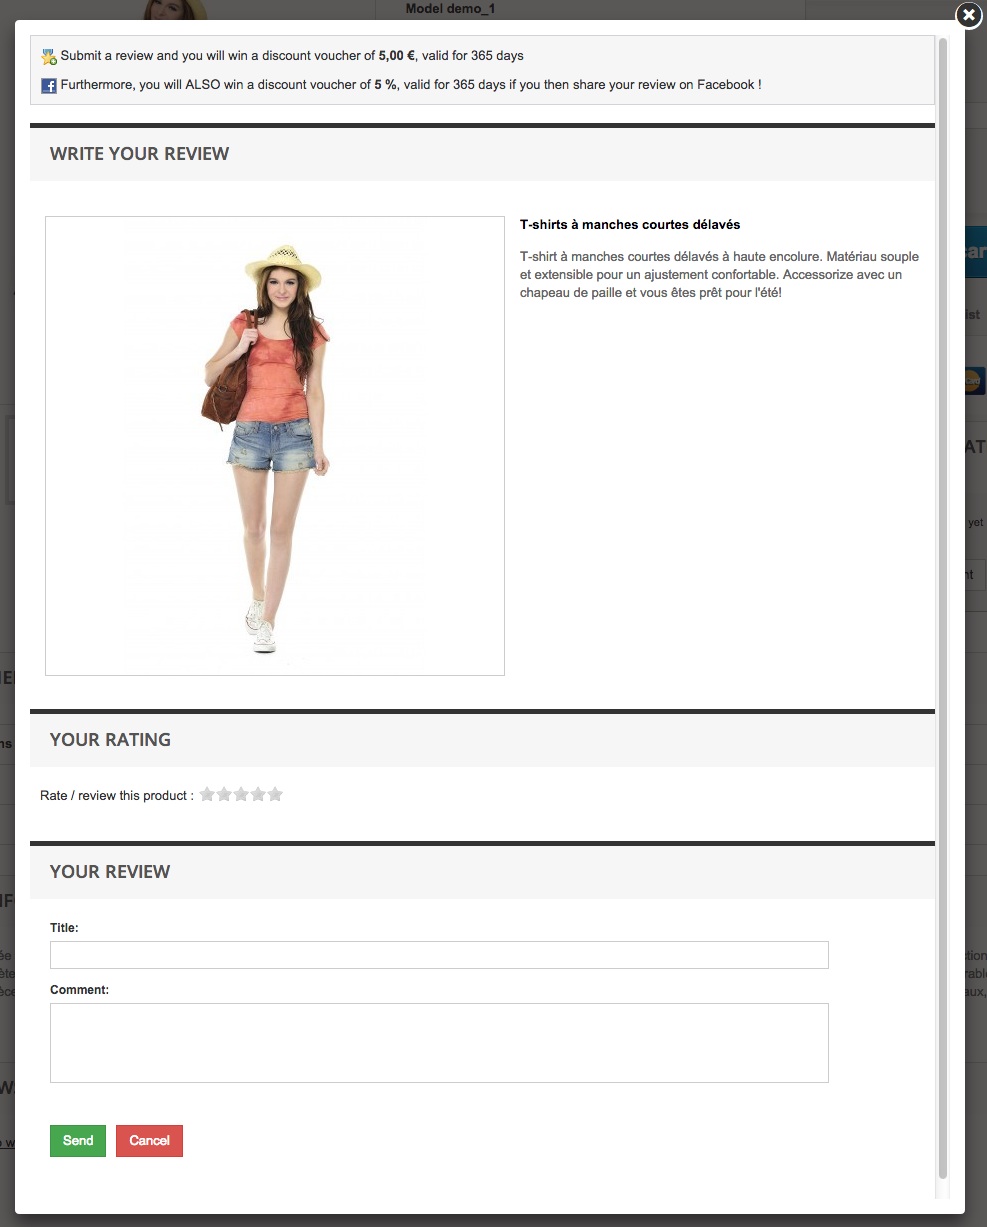 Model demo_1
Submit a review and you will win a discount voucher of 5,00 €, valid for 365 days
Furthermore, you will ALSO win a discount voucher of 5 %, valid for 365 days if you then share your review on Facebook !
WRITE YOUR REVIEW
T-shirts à manches courtes délavés
T-shirt à manches courtes délavés à haute encolure. Matériau souple
et extensible pour un ajustement confortable. Accessorize avec un
chapeau de paille et vous êtes prêt pour l'été!
YOUR RATING
Rate / review this product :
YOUR REVIEW
Title:
Comment:
Send
Cancel
yet